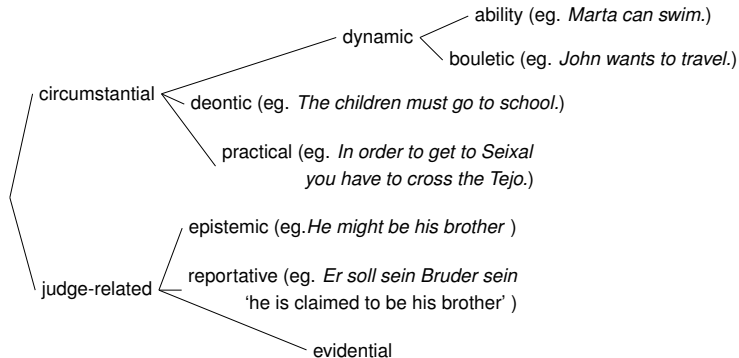 ability (eg. Marta can swim.)
dynamic
bouletic (eg. John wants to travel.)
circumstantial
deontic (eg. The children must go to school.)
practical (eg. In order to get to Seixal
you have to cross the Tejo.)
epistemic (eg.He might be his brother )
reportative (eg. Er soll sein Bruder sein
judge-related
‘he is claimed to be his brother’ )
evidential